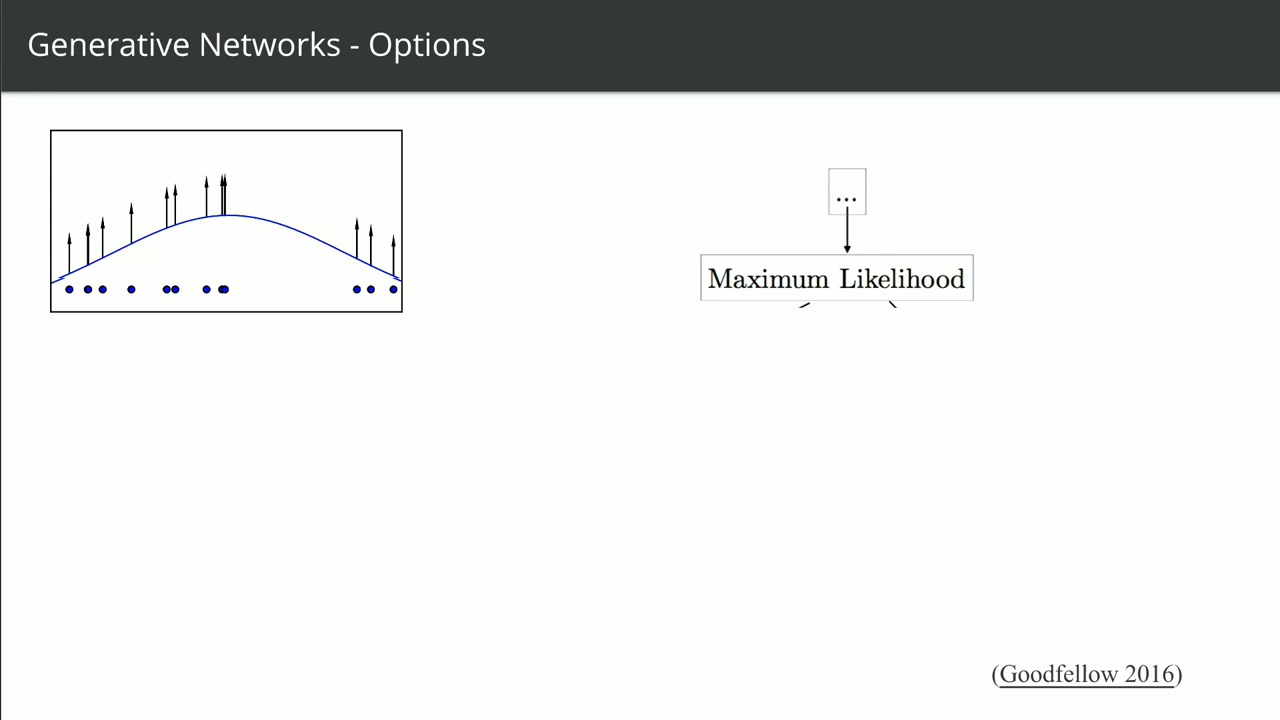 Generative Networks - Options
...
Maximum Likelihood
(Goodfellow 2016)